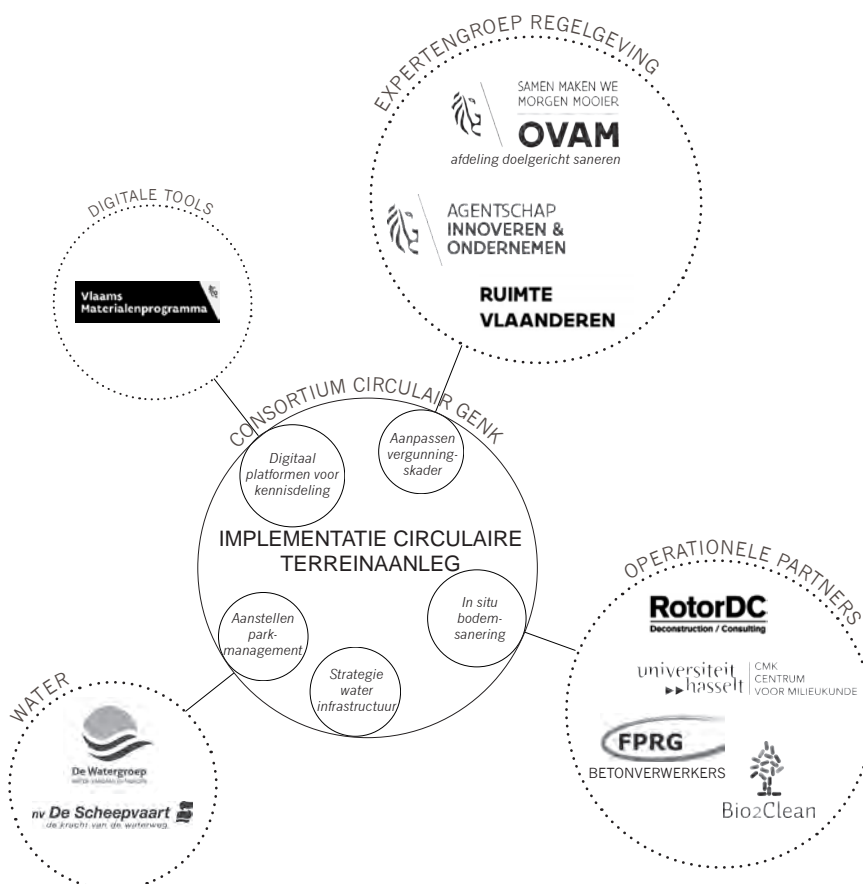 EXPERTENGROEP REGELGEVING
SAMEN MAKEN WE
MORGEN MOOIER
OVAM
afdeling doelgericht saneren
AGENTSCHAP
INNOVEREN &
ONDERNEMEN
RUIMTE
VLAANDEREN
DIGITALE TOOLS
Vlaams
Materialenprogramma
CONSORTIUM CIRCULAIR GENK
Digitaal
platformen voor
kennisdeling
Aanpassen
vergunning-
skader
IMPLEMENTATIE CIRCULAIRE
TERREINAANLEG
Aanstellen
park-
management
Strategie
water
infrastructuur
In situ
bodem-
sanering
OPERATIONELE PARTNERS
RotorDC
Deconstruction / Consulting
universiteit
hasselt
CMK
CENTRUM
VOOR MILIEUKUNDE
FPRG
BETONVERWERKERS
Bio2Clean
WATER
De Watergroep
nv De Scheepvaart
de kracht van de waterweg